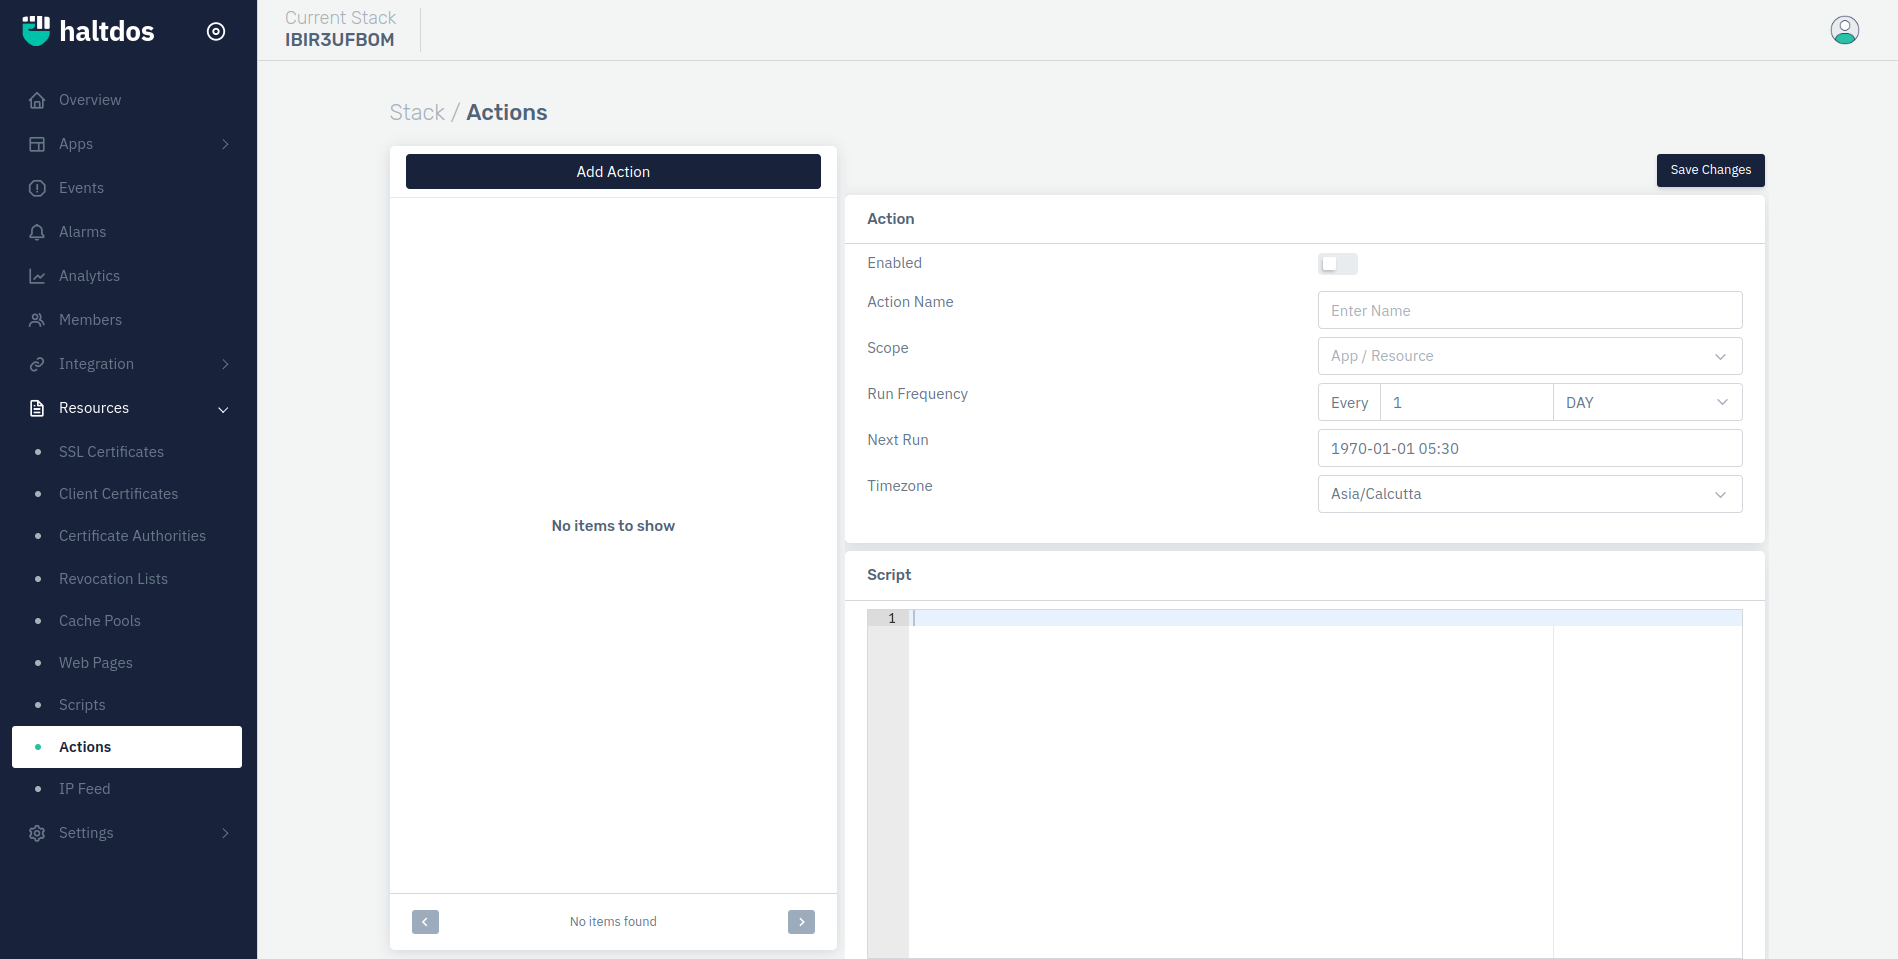 haltdos
Current Stack
IBIR3UFBOM
Overview
Apps
Events
Alarms
Analytics
Members
Integration
Resources
SSL Certificates
Client Certificates
Certificate Authorities
Revocation Lists
Cache Pools
Web Pages
Scripts
Actions
IP Feed
Settings
Stack / Actions
Add Action
No items to show
No items found
Save Changes
Action
Enabled
Action Name
Enter Name
Scope
App / Resource
Run Frequency
Every 1 DAY
Next Run
1970-01-01 05:30
Timezone
Asia/Calcutta
Script
1